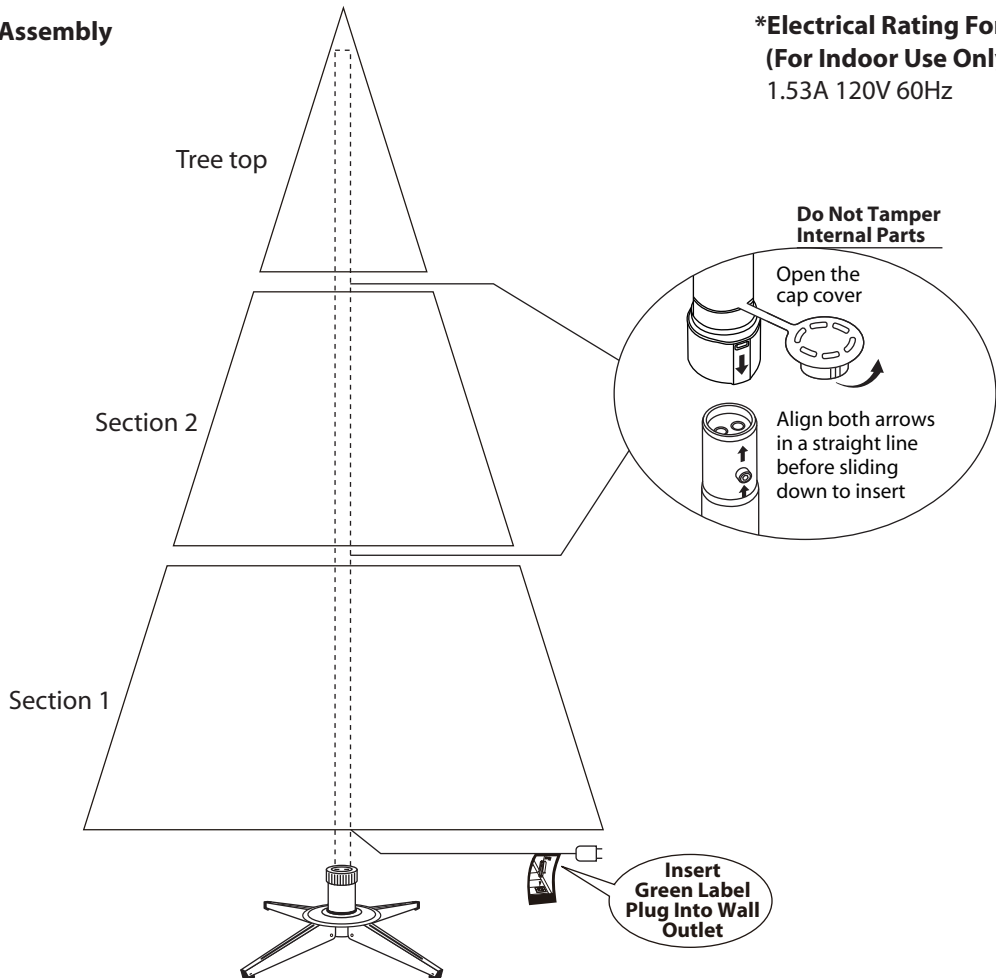 Assembly
*Electrical Rating For
(For Indoor Use Only
1.53A 120V 60Hz
Tree top
Do Not Tamper
Internal Parts
Open the
cap cover
Section 2
Align both arrows
in a straight line
before sliding
down to insert
Section 1
Insert
Green Label
Plug Into Wall
Outlet